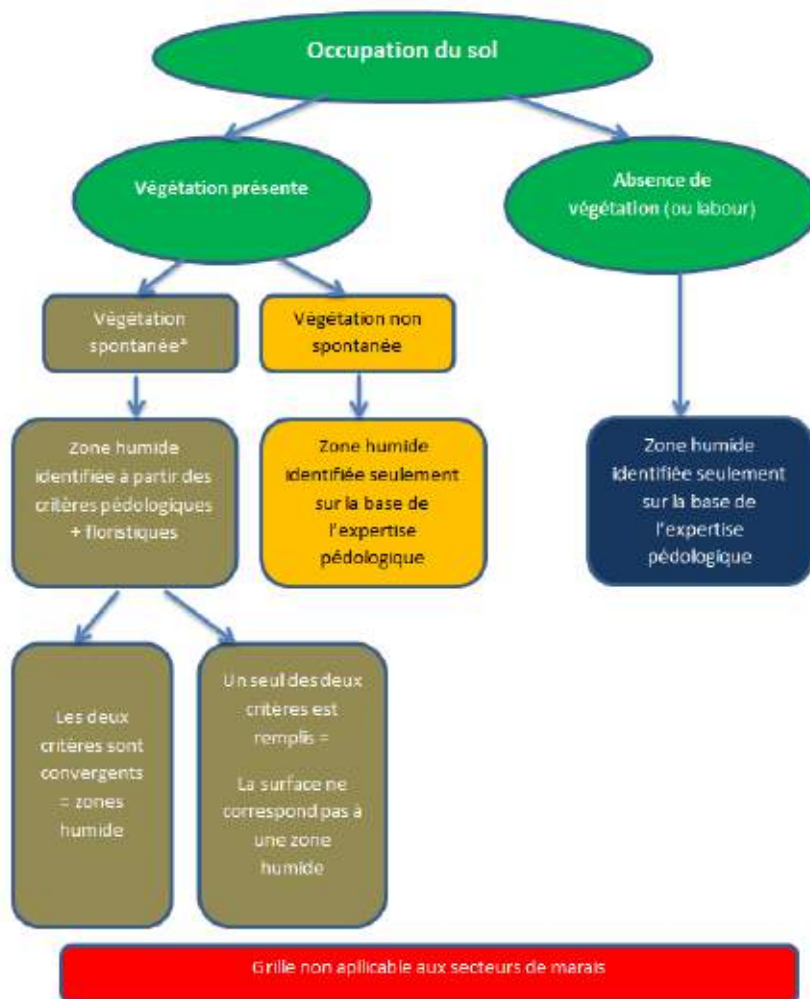 Occupation du sol
Végétation présente
Absence de
végétation (ou labour)
Végétation
spontanée*
Végétation non
spontanée
Zone humide
identifiée à partir des
critères pédologiques
+ floristiques
Zone humide
identifiée seulement
sur la base de
l'expertise
pédologique
Zone humide
identifiée seulement
sur la base de
l'expertise
pédologique
Les deux
critères sont
convergents
= zones
humide
Un seul des deux
critères est
remplis =
La surface ne
correspond pas à
une zone
humide
Grille non apllicable aux secteurs de marais